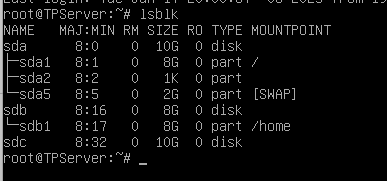 root@TPServer:~# lsblk
NAME   MAJ:MIN RM SIZE RO TYPE MOUNTPOINT
sda      8:0    0  10G  0 disk
├─sda1   8:1    0   8G  0 part /
├─sda2   8:2    0   1K  0 part
└─sda5   8:5    0   2G  0 part [SWAP]
sdb      8:16   0   8G  0 disk
└─sdb1   8:17   0   8G  0 part /home
sdc      8:32   0  10G  0 disk
root@TPServer:~# _